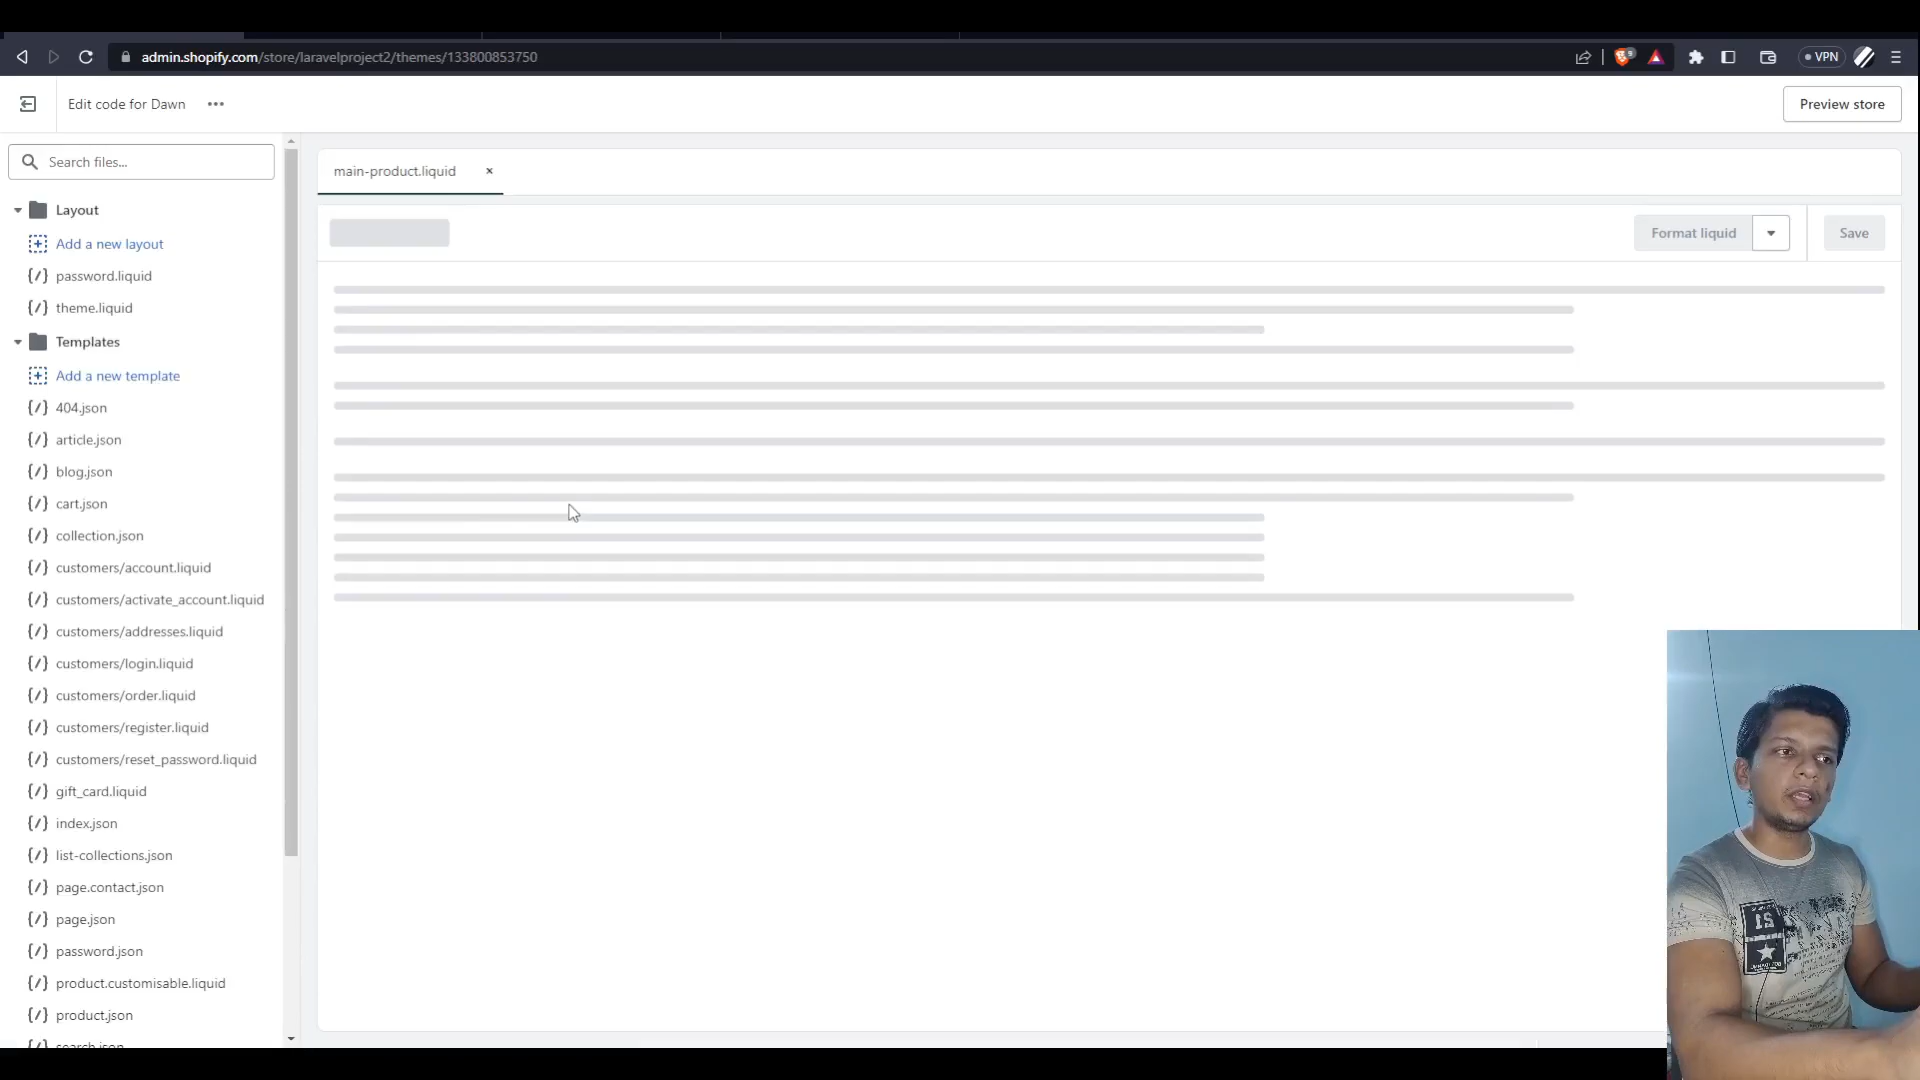 admin.shopify.com/store/laravelproject2/themes/133800853750
9
VPN
Edit code for Dawn
Preview store
Search files...
main-product.liquid
Format liquid
Save
Layout
Add a new layout
password.liquid
theme.liquid
Templates
Add a new template
404.json
article.json
blog.json
cart.json
collection.json
customers/account.liquid
customers/activate_account.liquid
customers/addresses.liquid
customers/login.liquid
customers/order.liquid
customers/register.liquid
customers/reset_password.liquid
gift_card.liquid
index.json
list-collections.json
page.contact.json
page.json
password.json
product.customisable.liquid
product.json
search.json